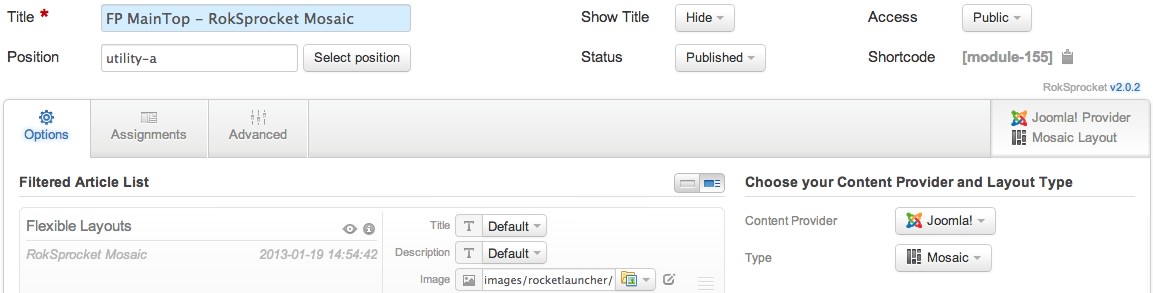 Title * FP MainTop – RokSprocket Mosaic Show Title Hide Access Public
Position utility-a Select position Status Published Shortcode [module-155]
RokSprocket v2.0.2
Options Assignments Advanced
Joomla! Provider
Mosaic Layout
Filtered Article List
Flexible Layouts
RokSprocket Mosaic 2013-01-19 14:54:42
Title Default
Description Default
Image images/rocketlauncher/
Choose your Content Provider and Layout Type
Content Provider Joomla!
Type Mosaic